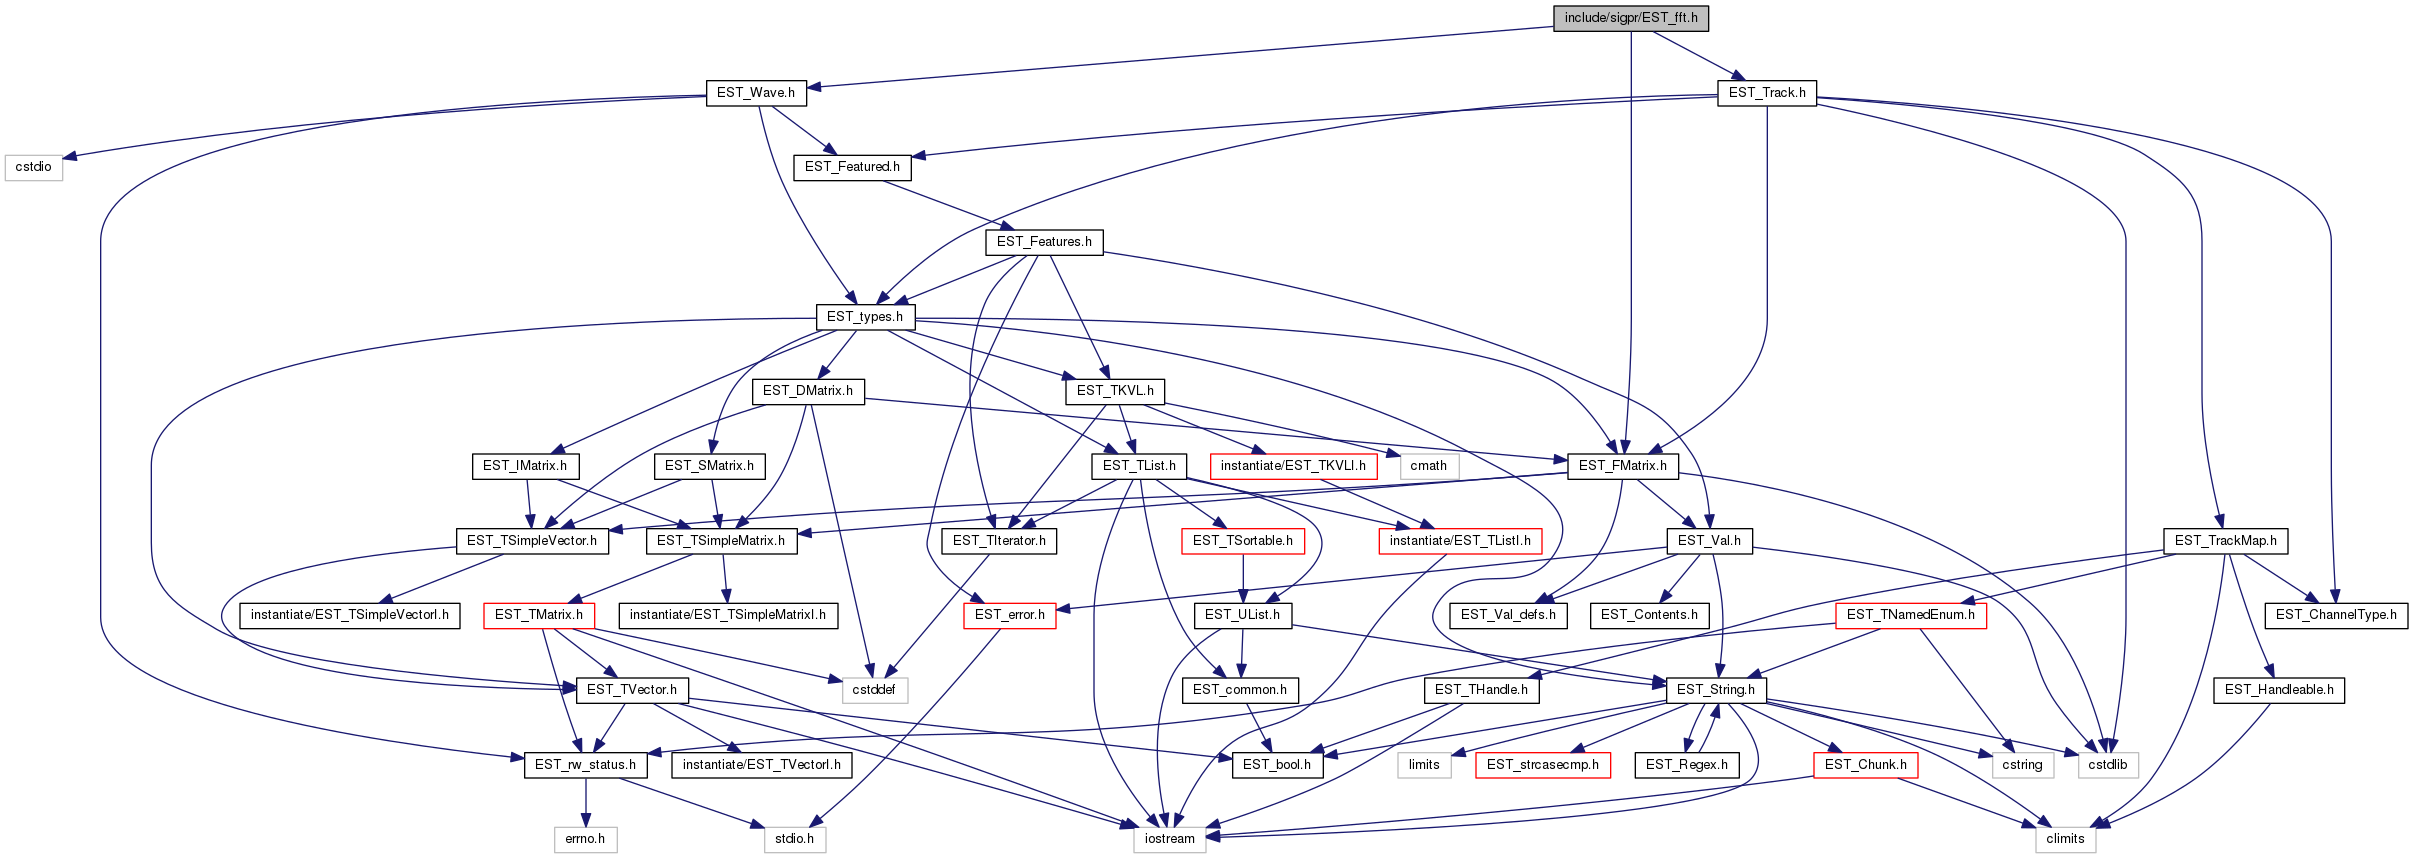 include/sigpr/EST_fft.h
EST_Wave.h
EST_Track.h
cstdio
EST_Featured.h
EST_Features.h
EST_types.h
EST_DMatrix.h
EST_TKVL.h
EST_IMatrix.h
EST_SMatrix.h
EST_TList.h
instantiate/EST_TKVLI.h
cmath
EST_FMatrix.h
EST_TSimpleVector.h
EST_TSimpleMatrix.h
EST_TIterator.h
EST_TSortable.h
instantiate/EST_TListI.h
EST_Val.h
EST_TrackMap.h
instantiate/EST_TSimpleVectorI.h
EST_TMatrix.h
instantiate/EST_TSimpleMatrixI.h
EST_error.h
EST_UList.h
EST_Val_defs.h
EST_Contents.h
EST_TNamedEnum.h
EST_ChannelType.h
EST_TVector.h
cstddef
EST_common.h
EST_THandle.h
EST_String.h
EST_Handleable.h
EST_rw_status.h
instantiate/EST_TVectorI.h
EST_bool.h
limits
EST_strcasecmp.h
EST_Regex.h
EST_Chunk.h
cstring
cstdlib
errno.h
stdio.h
iostream
climits